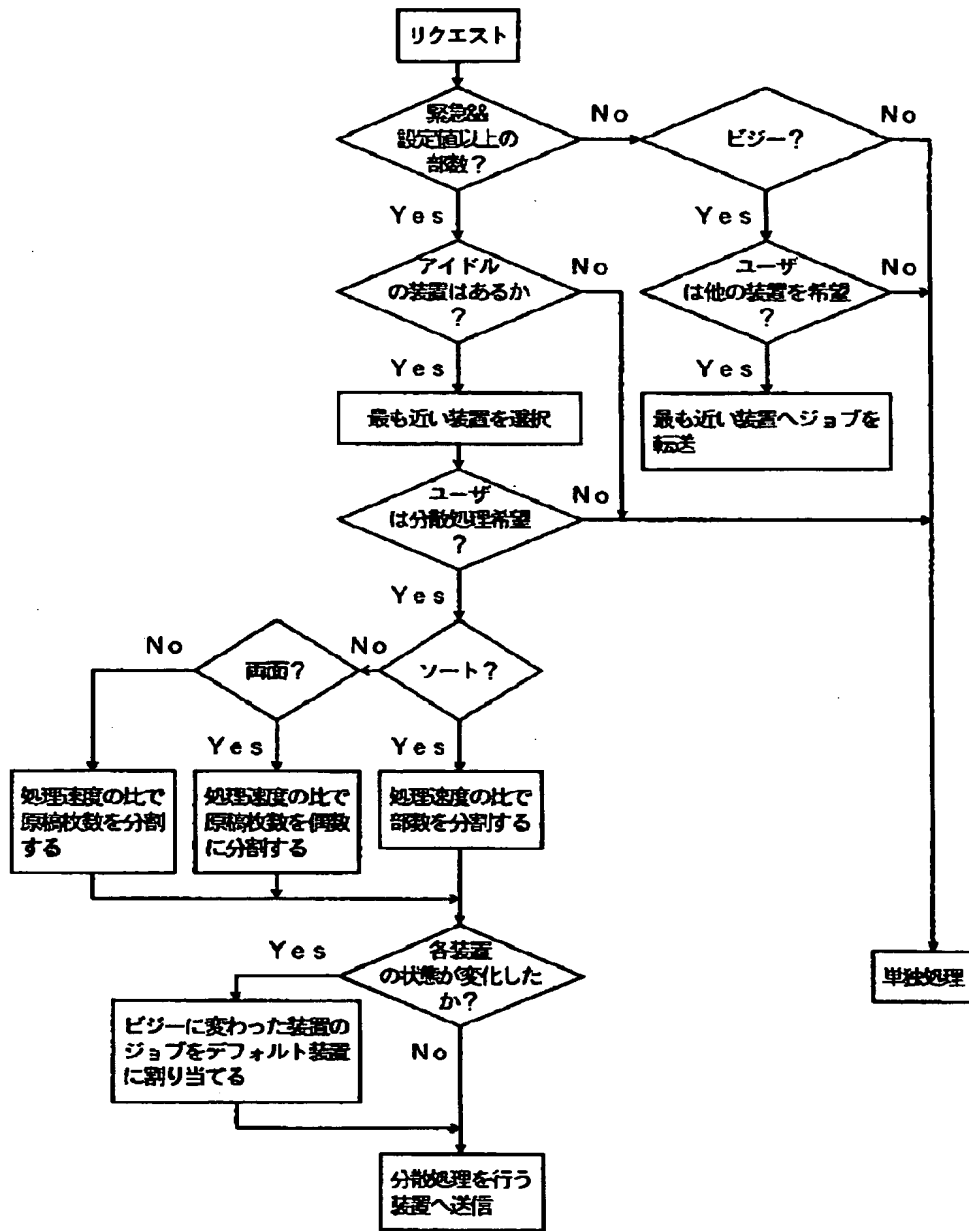 リクエスト
緊急&&
設定値以上の
部数?
No
ビジー?
No
Yes
Yes
アイドル
の装置はあるか
?
No
ユーザ
は他の装置を希望
?
No
Yes
Yes
最も近い装置を選択
最も近い装置へジョブを
転送
ユーザ
は分散処理希望
?
No
Yes
No
両面?
No
ソート?
Yes
Yes
処理速度の比で
原稿枚数を分割
する
処理速度の比で
原稿枚数を偶数
に分割する
処理速度の比で
部数を分割する
Yes
各装置
の状態が変化した
か?
単独処理
ビジーに変わった装置の
ジョブをデフォルト装置
に割り当てる
No
分散処理を行う
装置へ送信